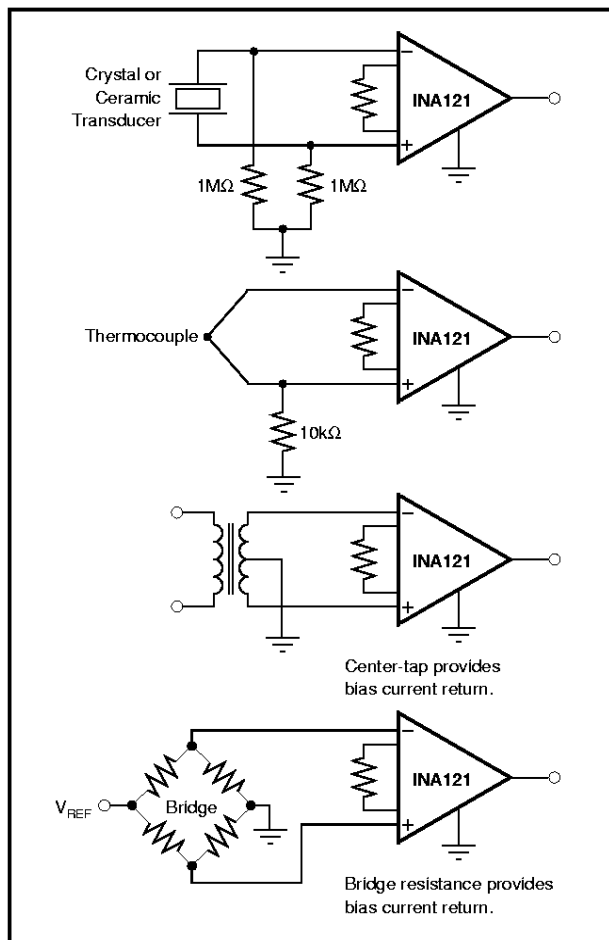 Crystal or
Ceramic
Transducer
−
INA121
+
1MΩ
1MΩ
−
Thermocouple
INA121
+
10kΩ
−
INA121
+
Center-tap provides
bias current return.
−
INA121
V_REF
Bridge
+
Bridge resistance provides
bias current return.